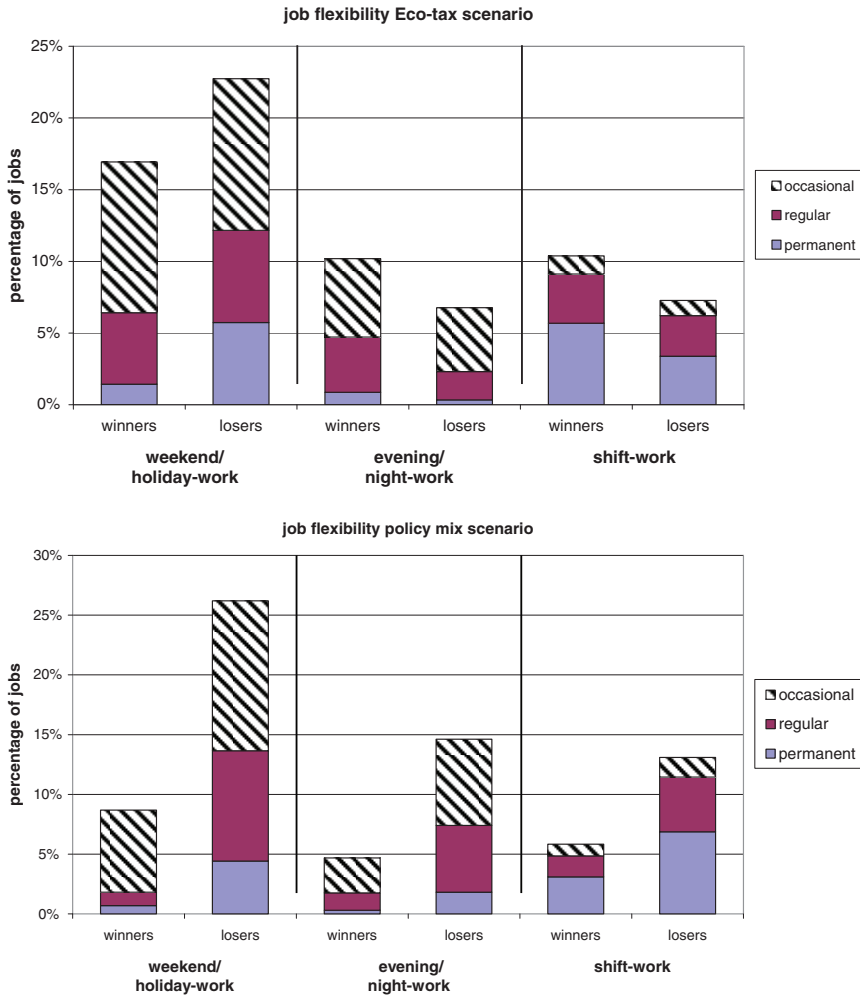 job flexibility Eco-tax scenario
percentage of jobs
25%
20%
15%
10%
5%
0%
occasional
regular
permanent
winners losers winners losers winners losers
weekend/ evening/ shift-work
holiday-work night-work
job flexibility policy mix scenario
percentage of jobs
30%
25%
20%
15%
10%
5%
0%
occasional
regular
permanent
winners losers winners losers winners losers
weekend/ evening/ shift-work
holiday-work night-work